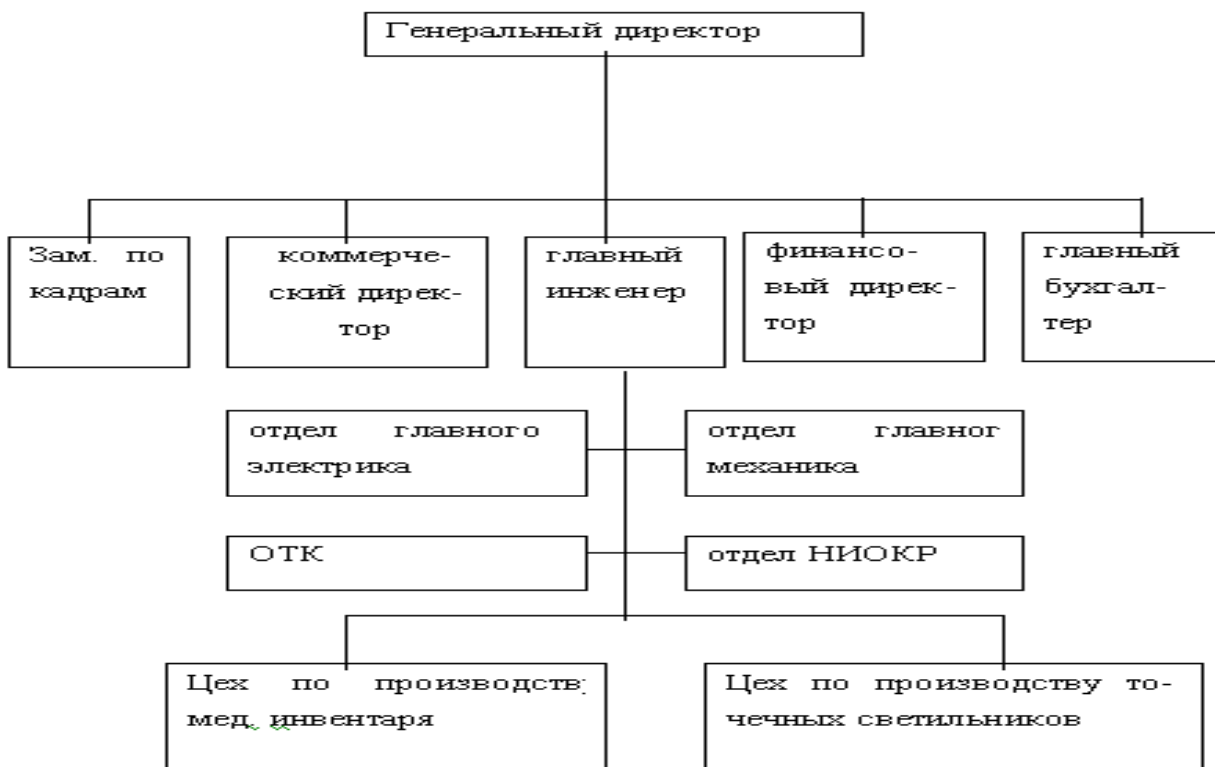 Генеральный директор
Зам. по
кадрам
коммерче-
ский дирек-
тор
главный
инженер
финансо-
вый дирек-
тор
главный
бухгал-
тер
отдел главного
электрика
отдел главног
механика
ОТК
отдел НИОКР
Цех по производств
мед. инвентаря
Цех по производству то-
чечных светильников